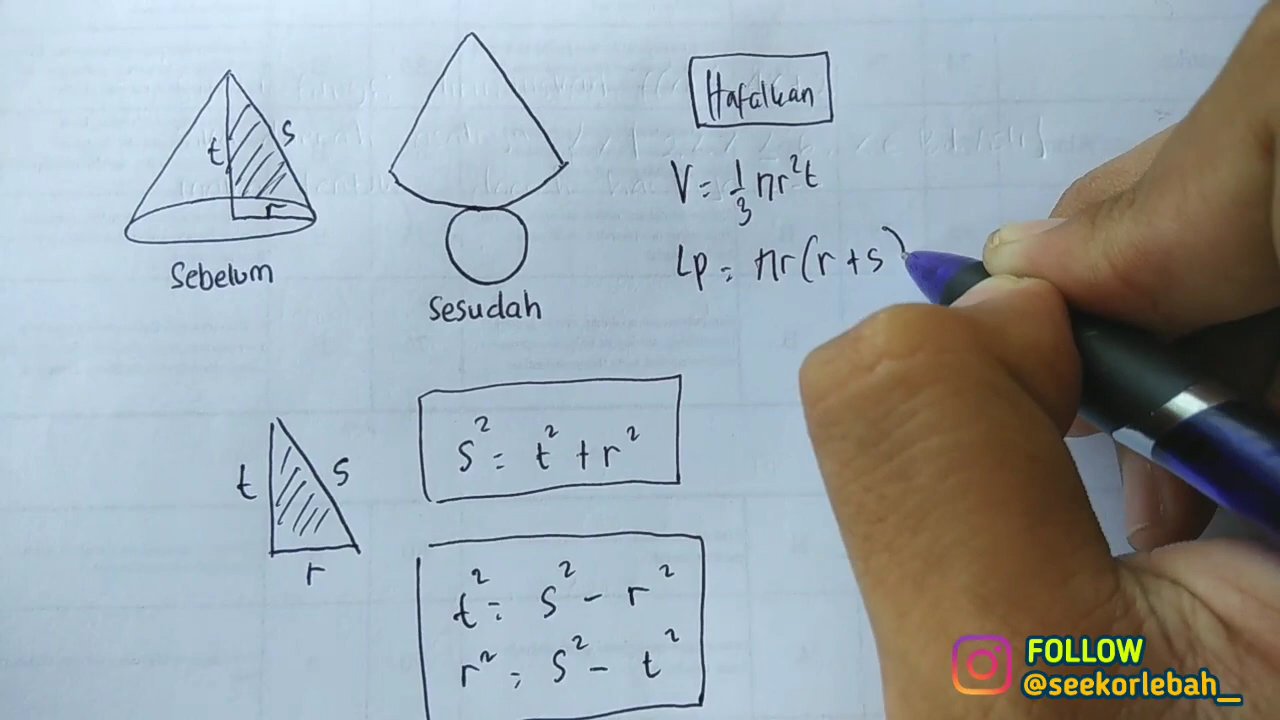 t
s
r
Sebelum
Sesudah
Hafalkan
V = 1/3 πr²t
Lp = πr(r+s)
t
s
r
s² = t² + r²
t² = s² - r²
r² = s² - t²
FOLLOW
@seekorlebah_